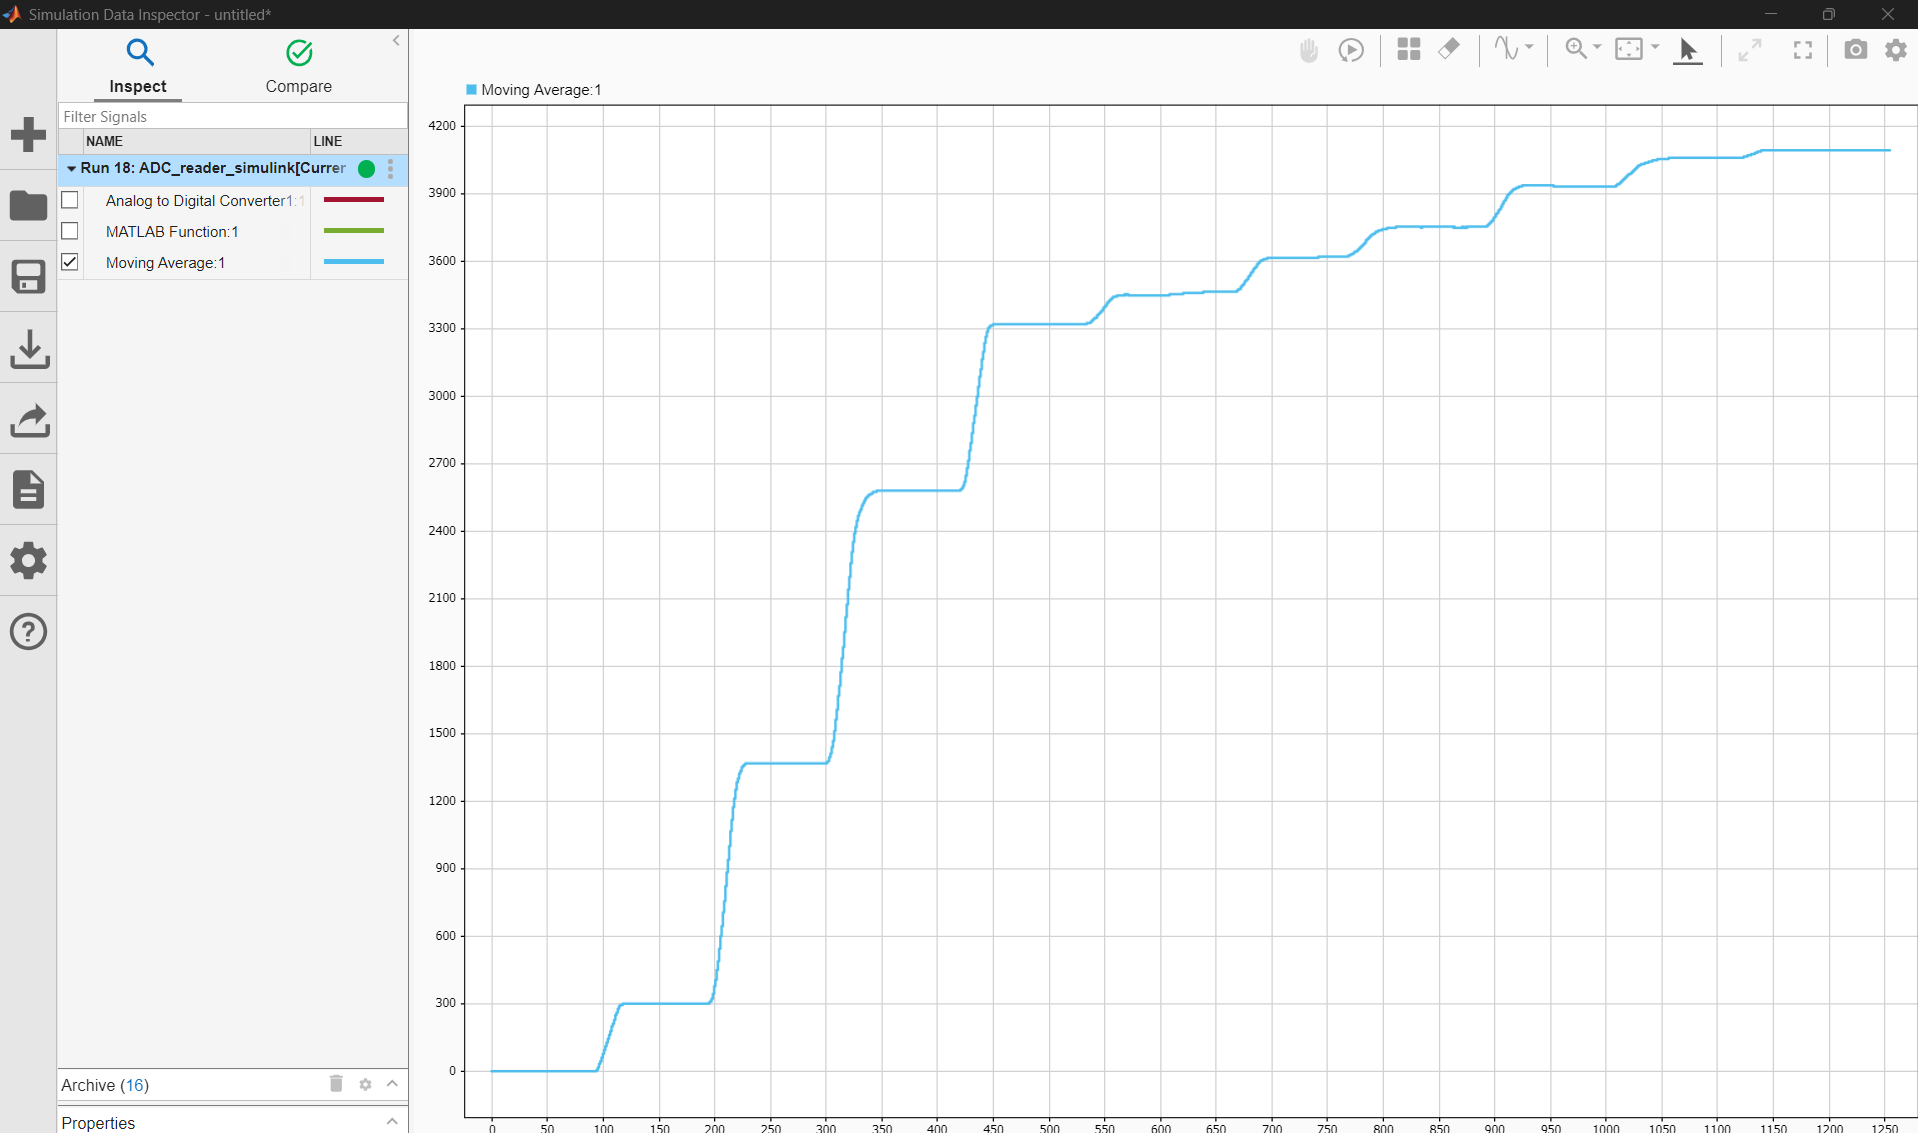 Simulation Data Inspector - untitled*
Inspect
Compare
Filter Signals
NAME LINE
Run 18: ADC_reader_simulink[Currer
Analog to Digital Converter1:1
MATLAB Function:1
Moving Average:1
Archive (16)
Properties
Moving Average:1
4200
3900
3600
3300
3000
2700
2400
2100
1800
1500
1200
900
600
300
0
0 50 100 150 200 250 300 350 400 450 500 550 600 650 700 750 800 850 900 950 1000 1050 1100 1150 1200 1250